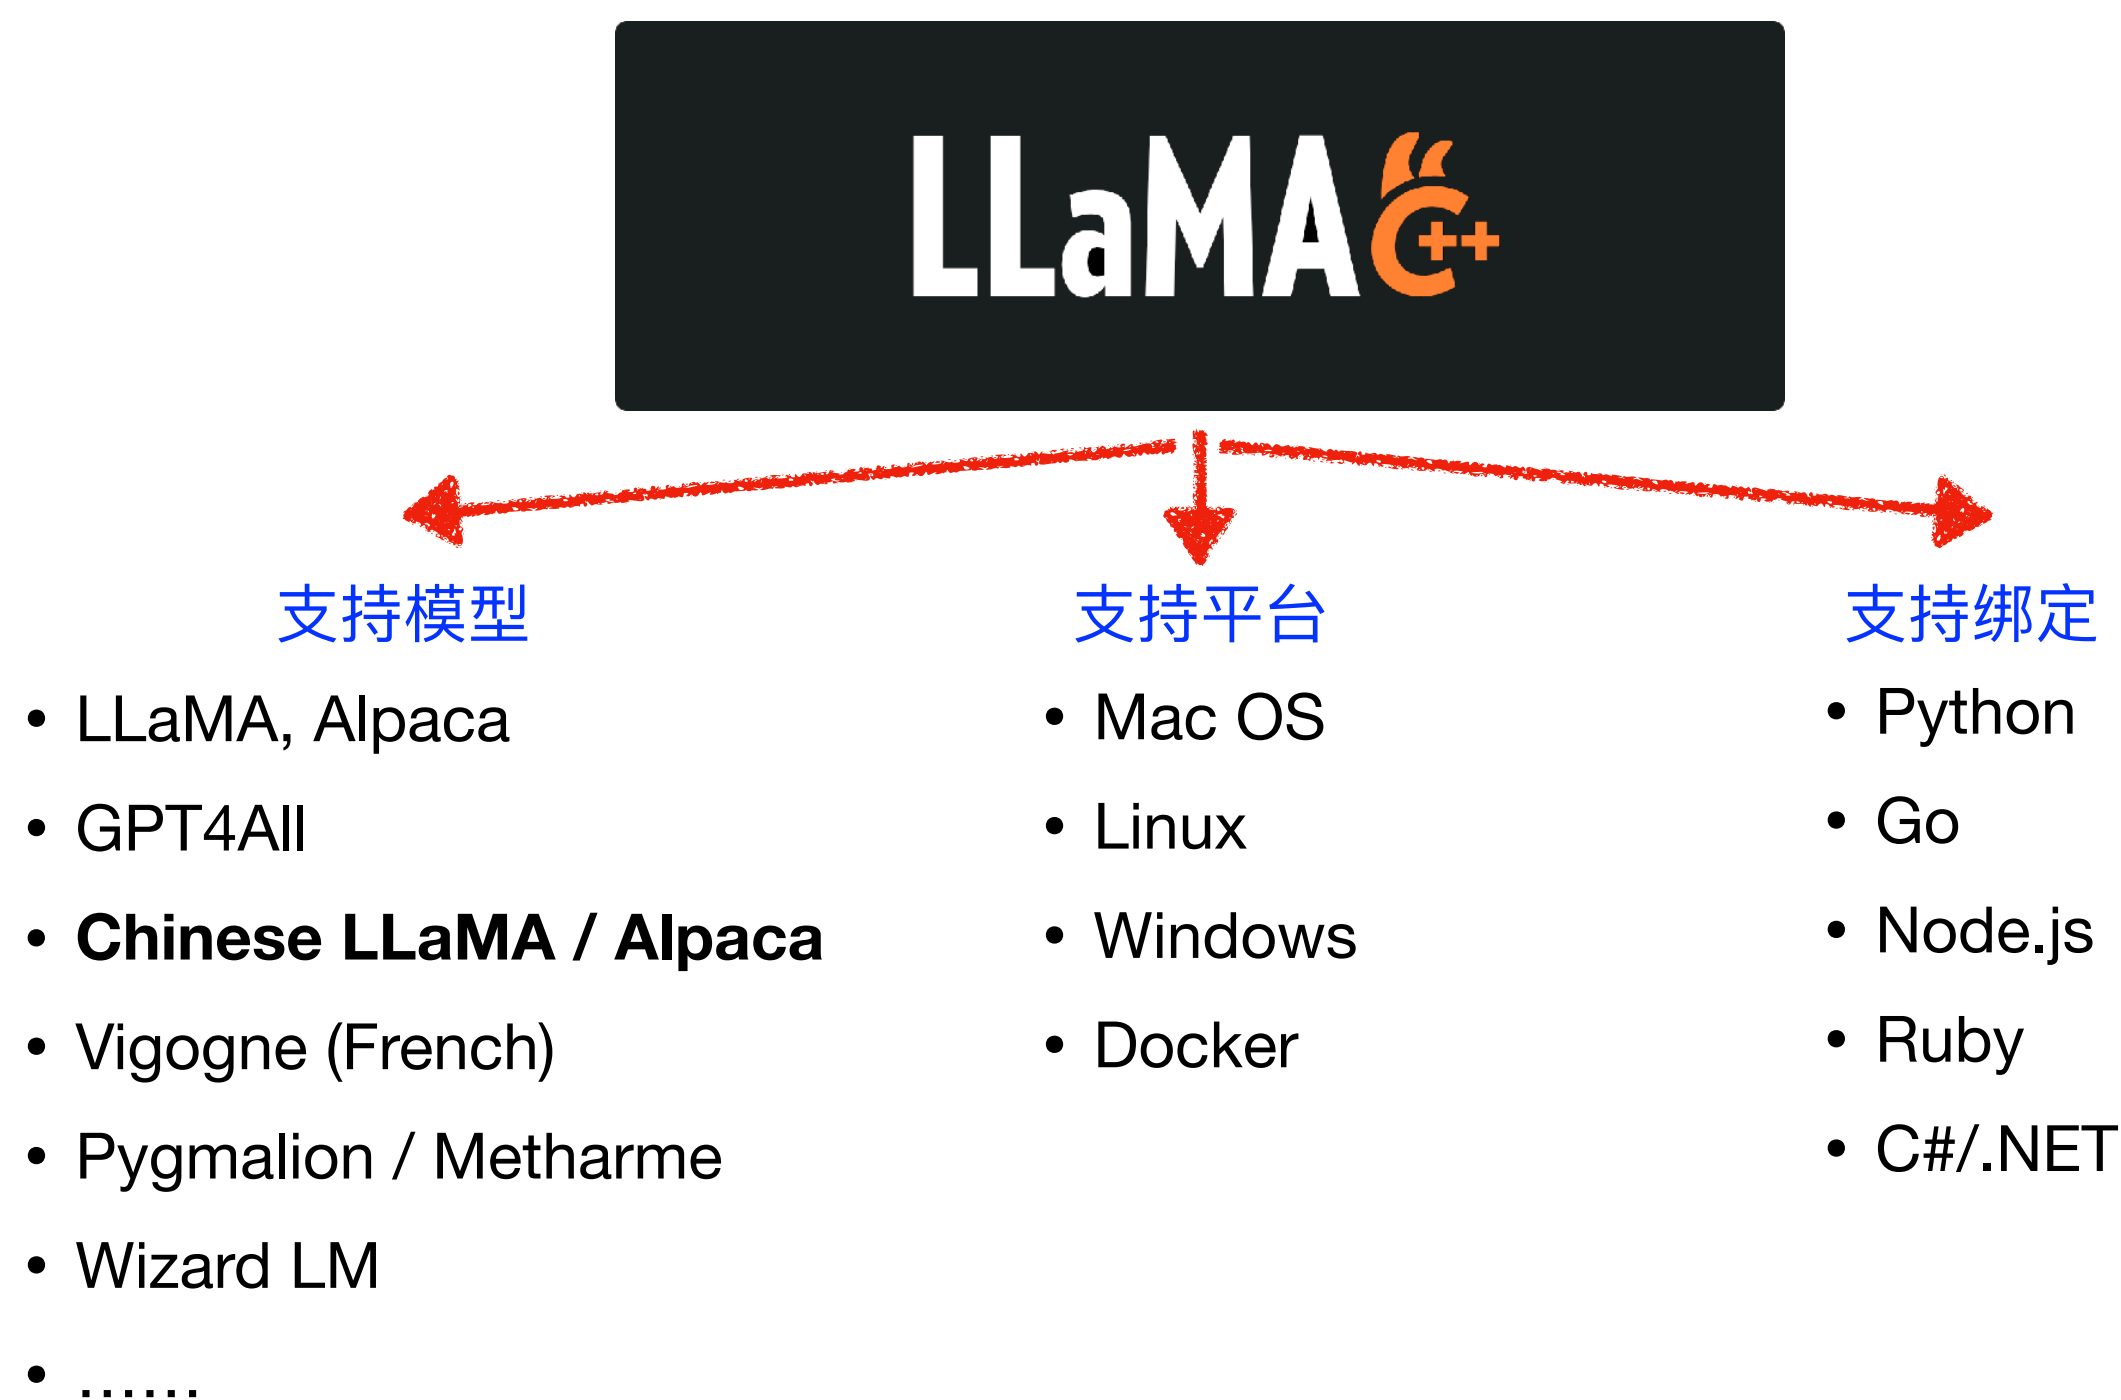 LLaMA C++
支持模型
• LLaMA, Alpaca
• GPT4All
• Chinese LLaMA / Alpaca
• Vigogne (French)
• Pygmalion / Metharme
• Wizard LM
• ......
支持平台
• Mac OS
• Linux
• Windows
• Docker
支持绑定
• Python
• Go
• Node.js
• Ruby
• C#/.NET